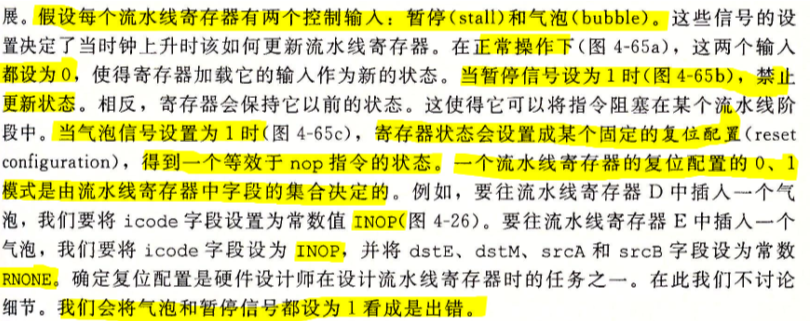 展。假设每个流水线寄存器有两个控制输入：暂停(stall)和气泡(bubble)。这些信号的设
置决定了当时钟上升时该如何更新流水线寄存器。在正常操作下(图 4-65a)，这两个输入
都设为0，使得寄存器加载它的输入作为新的状态。当暂停信号设为1时(图 4-65b)，禁止
更新状态。相反，寄存器会保持它以前的状态。这使得它可以将指令阻塞在某个流水线阶
段中。当气泡信号设置为1时(图 4-65c)，寄存器状态会设置成某个固定的复位配置(reset
configuration)，得到一个等效于 nop 指令的状态。一个流水线寄存器的复位配置的0、1
模式是由流水线寄存器中字段的集合决定的。例如，要往流水线寄存器 D 中插入一个气
泡，我们要将 icode 字段设置为常数值 INOP(图 4-26)。要往流水线寄存器 E 中插入一个
气泡，我们要将 icode 字段设为 INOP，并将 dstE、dstM、srcA 和 srcB 字段设为常数
RNONE。确定复位配置是硬件设计师在设计流水线寄存器时的任务之一。在此我们不讨论
细节。我们会将气泡和暂停信号都设为1看成是出错。